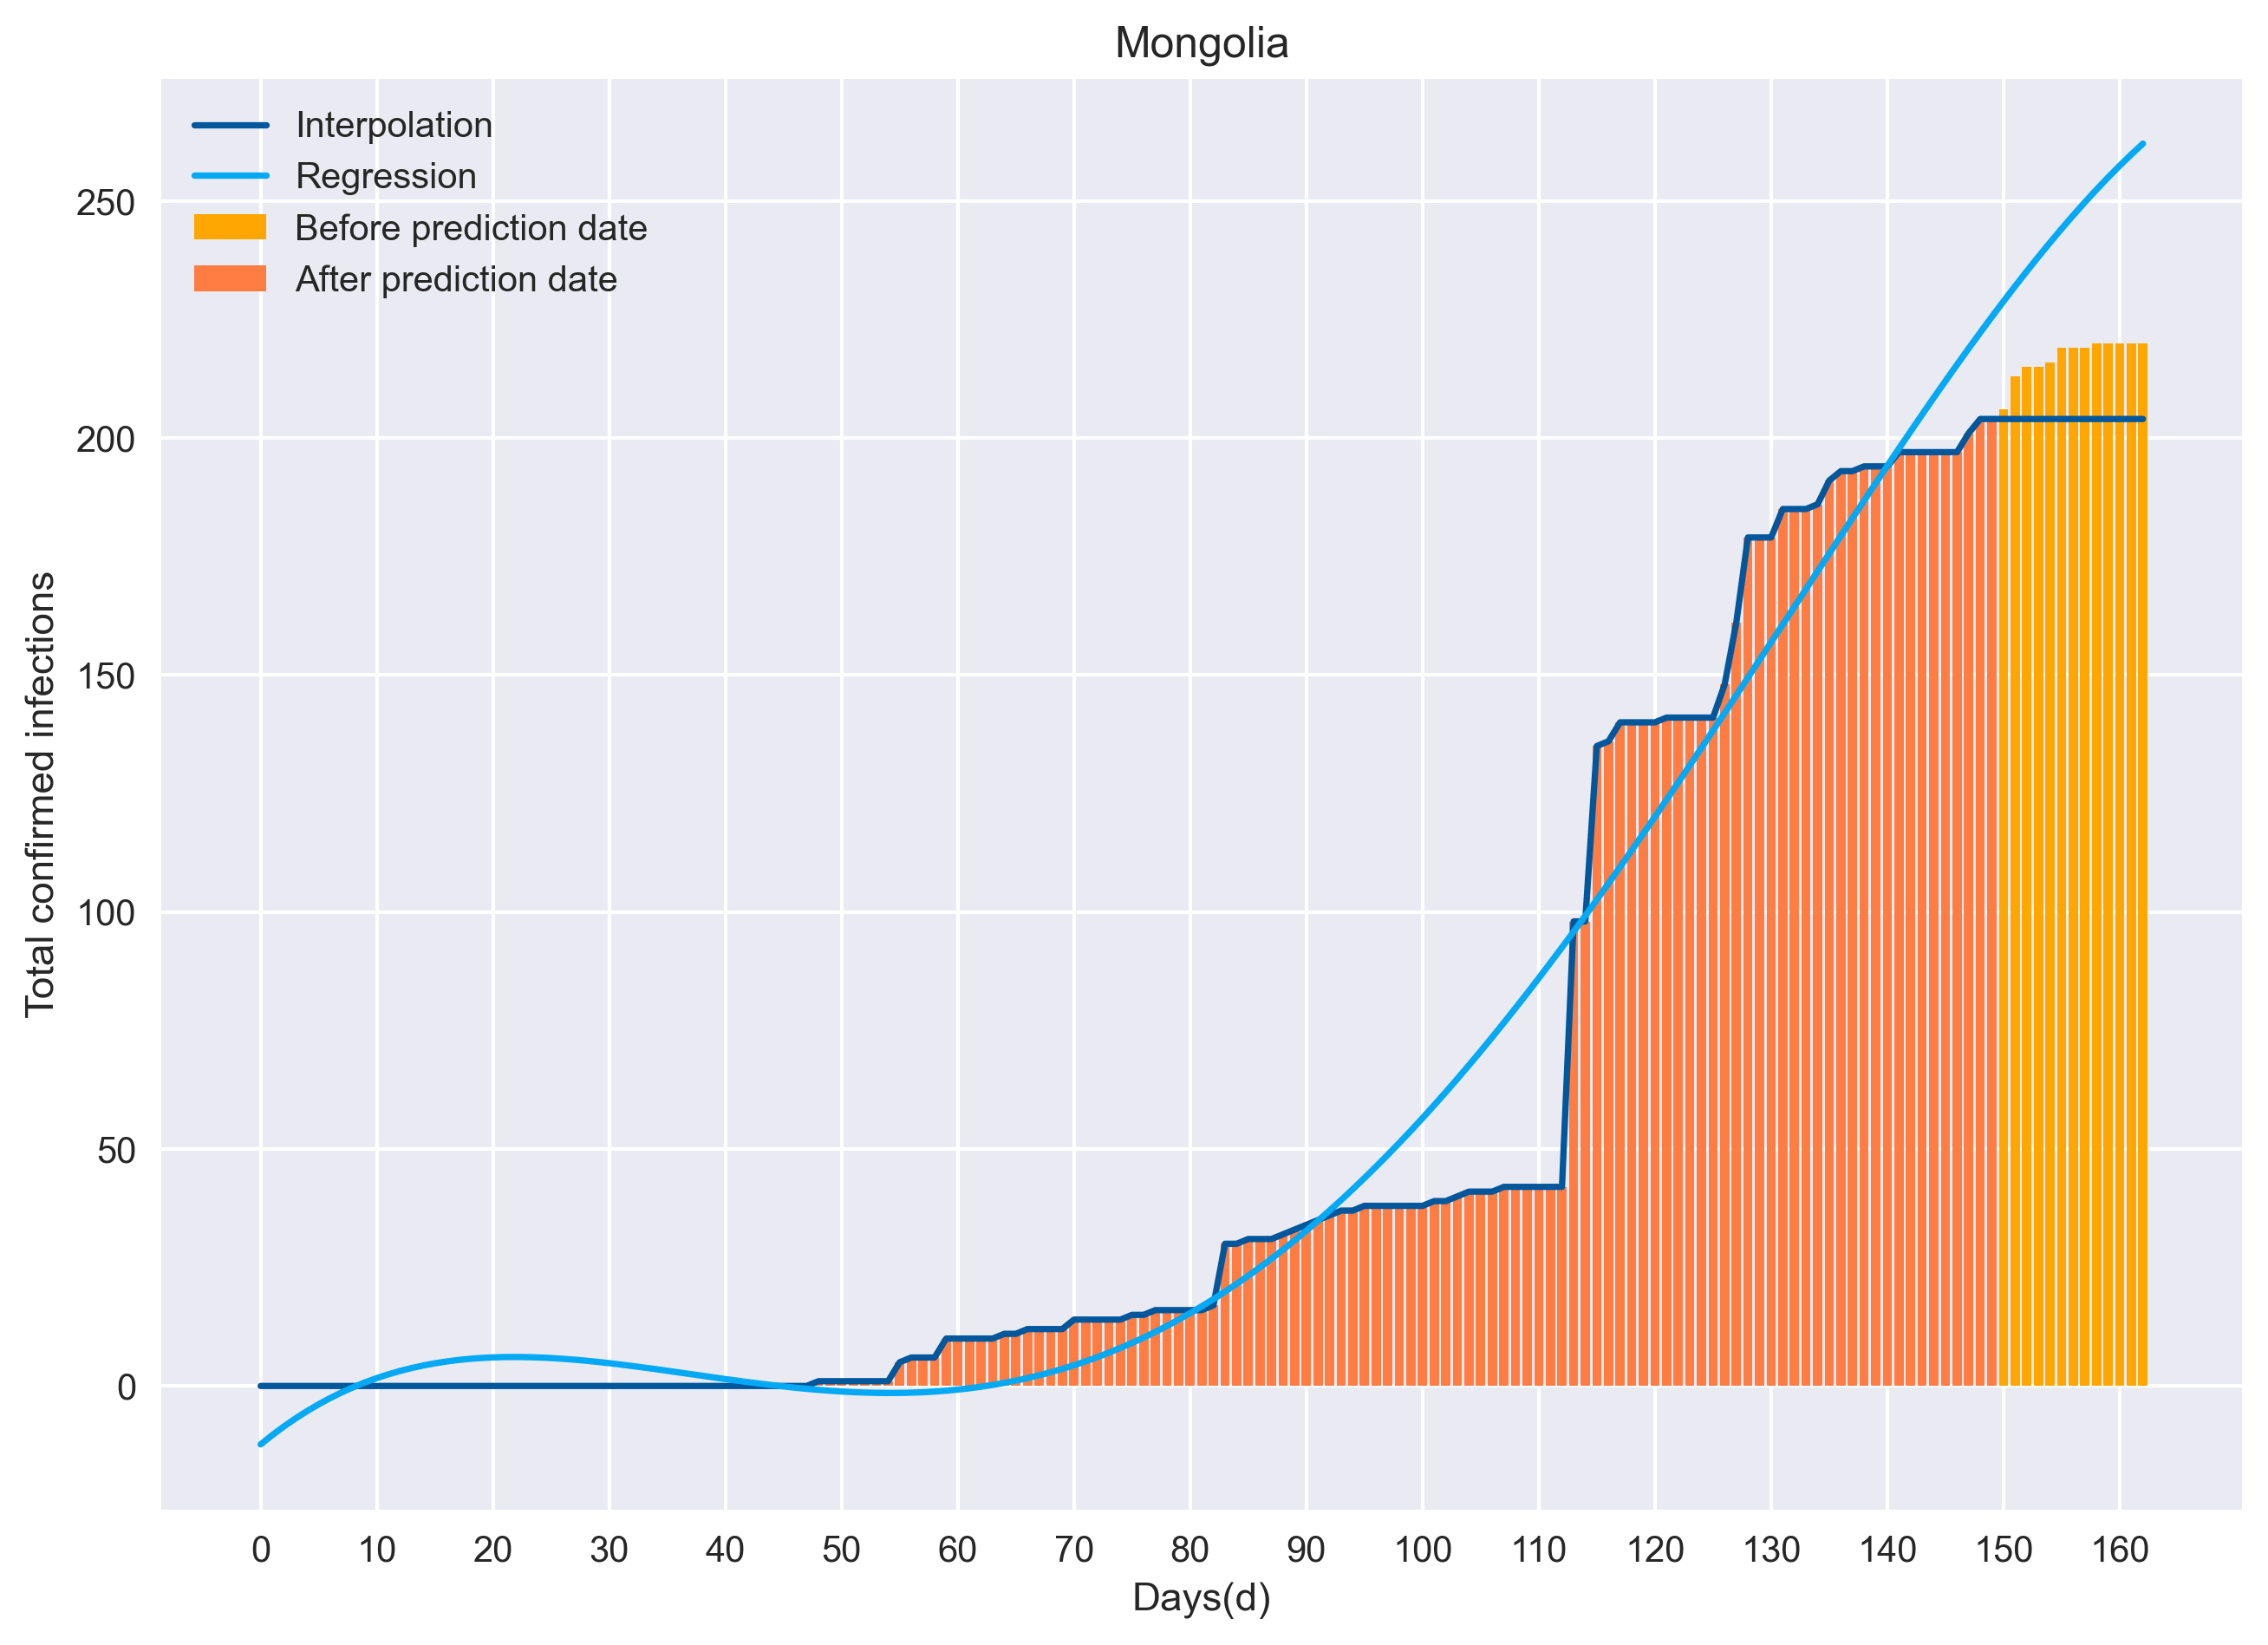 Mongolia
Interpolation
Regression
Before prediction date
After prediction date
250
200
150
100
50
0
Total confirmed infections
0 10 20 30 40 50 60 70 80 90 100 110 120 130 140 150 160
Days(d)